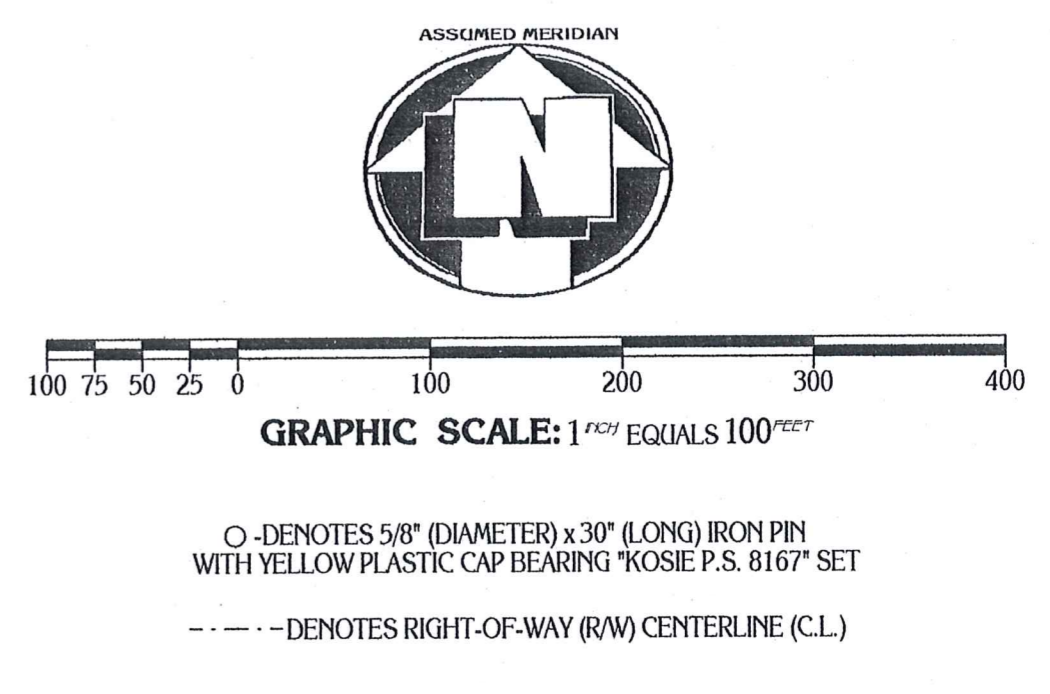 ASSUMED MERIDIAN
N
100 75 50 25 0 100 200 300 400
GRAPHIC SCALE: 1 INCH EQUALS 100 FEET
O -DENOTES 5/8" (DIAMETER) x 30" (LONG) IRON PIN
WITH YELLOW PLASTIC CAP BEARING "KOSIE P.S. 8167" SET
-DENOTES RIGHT-OF-WAY (R/W) CENTERLINE (C.L.)